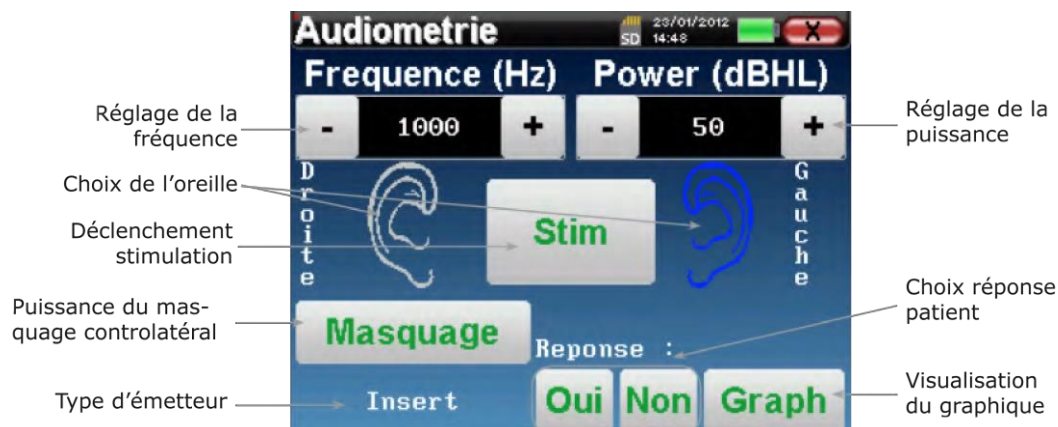 Audiometrie
SD
23/01/2012
14:48
X
Frequence (Hz) Power (dBHL)
- 1000 + - 50 +
Réglage de la
fréquence
Réglage de la
puissance
Droite
Gauche
Choix de l'oreille
Stim
Déclenchement
stimulation
Puissance du mas-
quage controlatéral
Masquage
Choix réponse
patient
Reponse :
Type d'émetteur
Insert
Oui Non Graph
Visualisation
du graphique